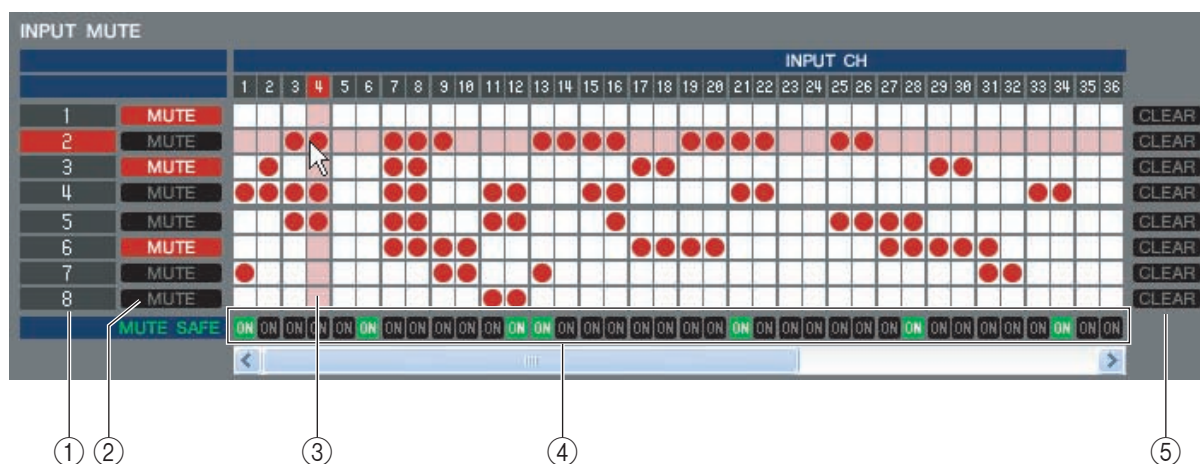 INPUT MUTE
INPUT CH
1 2 3 4 5 6 7 8 9 10 11 12 13 14 15 16 17 18 19 20 21 22 23 24 25 26 27 28 29 30 31 32 33 34 35 36
1 MUTE CLEAR
2 MUTE CLEAR
3 MUTE CLEAR
4 MUTE CLEAR
5 MUTE CLEAR
6 MUTE CLEAR
7 MUTE CLEAR
8 MUTE CLEAR
MUTE SAFE ON ON ON ON ON ON ON ON ON ON ON ON ON ON ON ON ON ON ON ON ON ON ON ON ON ON ON ON ON ON ON ON ON ON ON ON
① ② ③ ④ ⑤